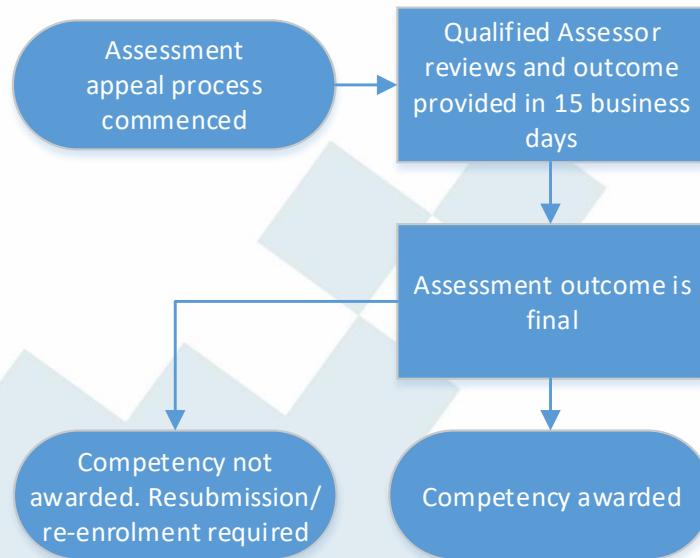 Assessment
appeal process
commenced
Qualified Assessor
reviews and outcome
provided in 15 business
days
Assessment outcome is
final
Competency not
awarded. Resubmission/
re-enrolment required
Competency awarded